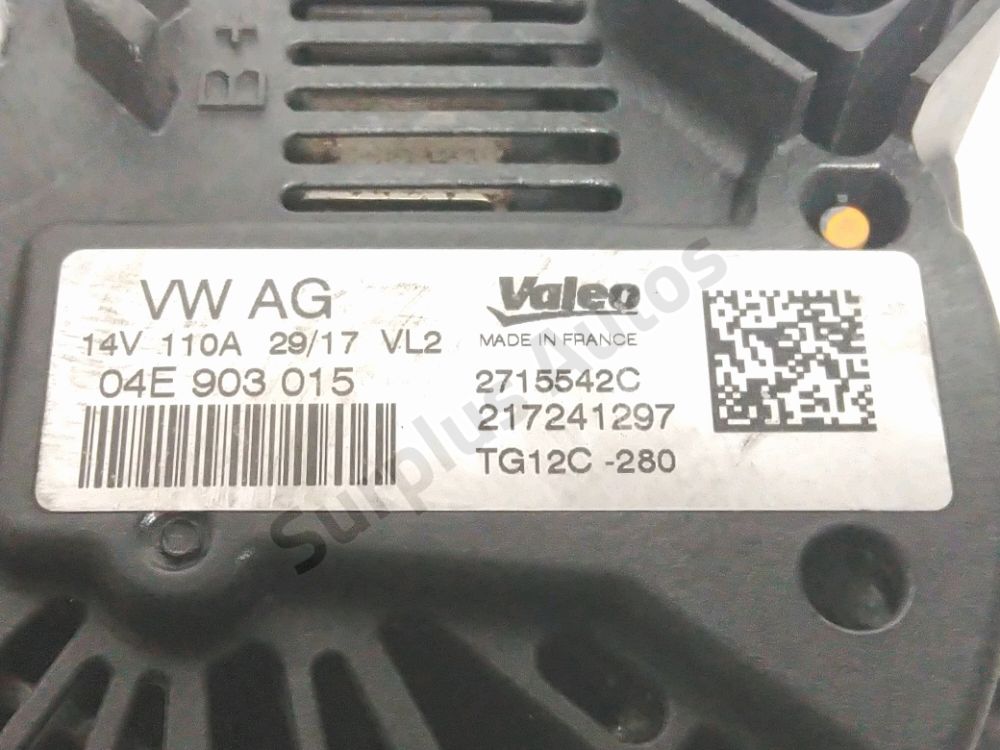 B+
VW AG
14V 110A 29/17 VL2
04E 903 015
Valeo
MADE IN FRANCE
2715542C
217241297
TG12C -280
Surplus Autos